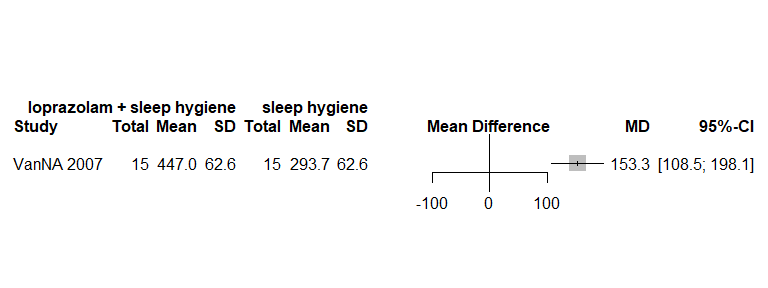 loprazolam + sleep hygiene sleep hygiene
Study Total Mean SD Total Mean SD Mean Difference MD 95%-CI
VanNA 2007 15 447.0 62.6 15 293.7 62.6 153.3 [108.5; 198.1]
-100 0 100